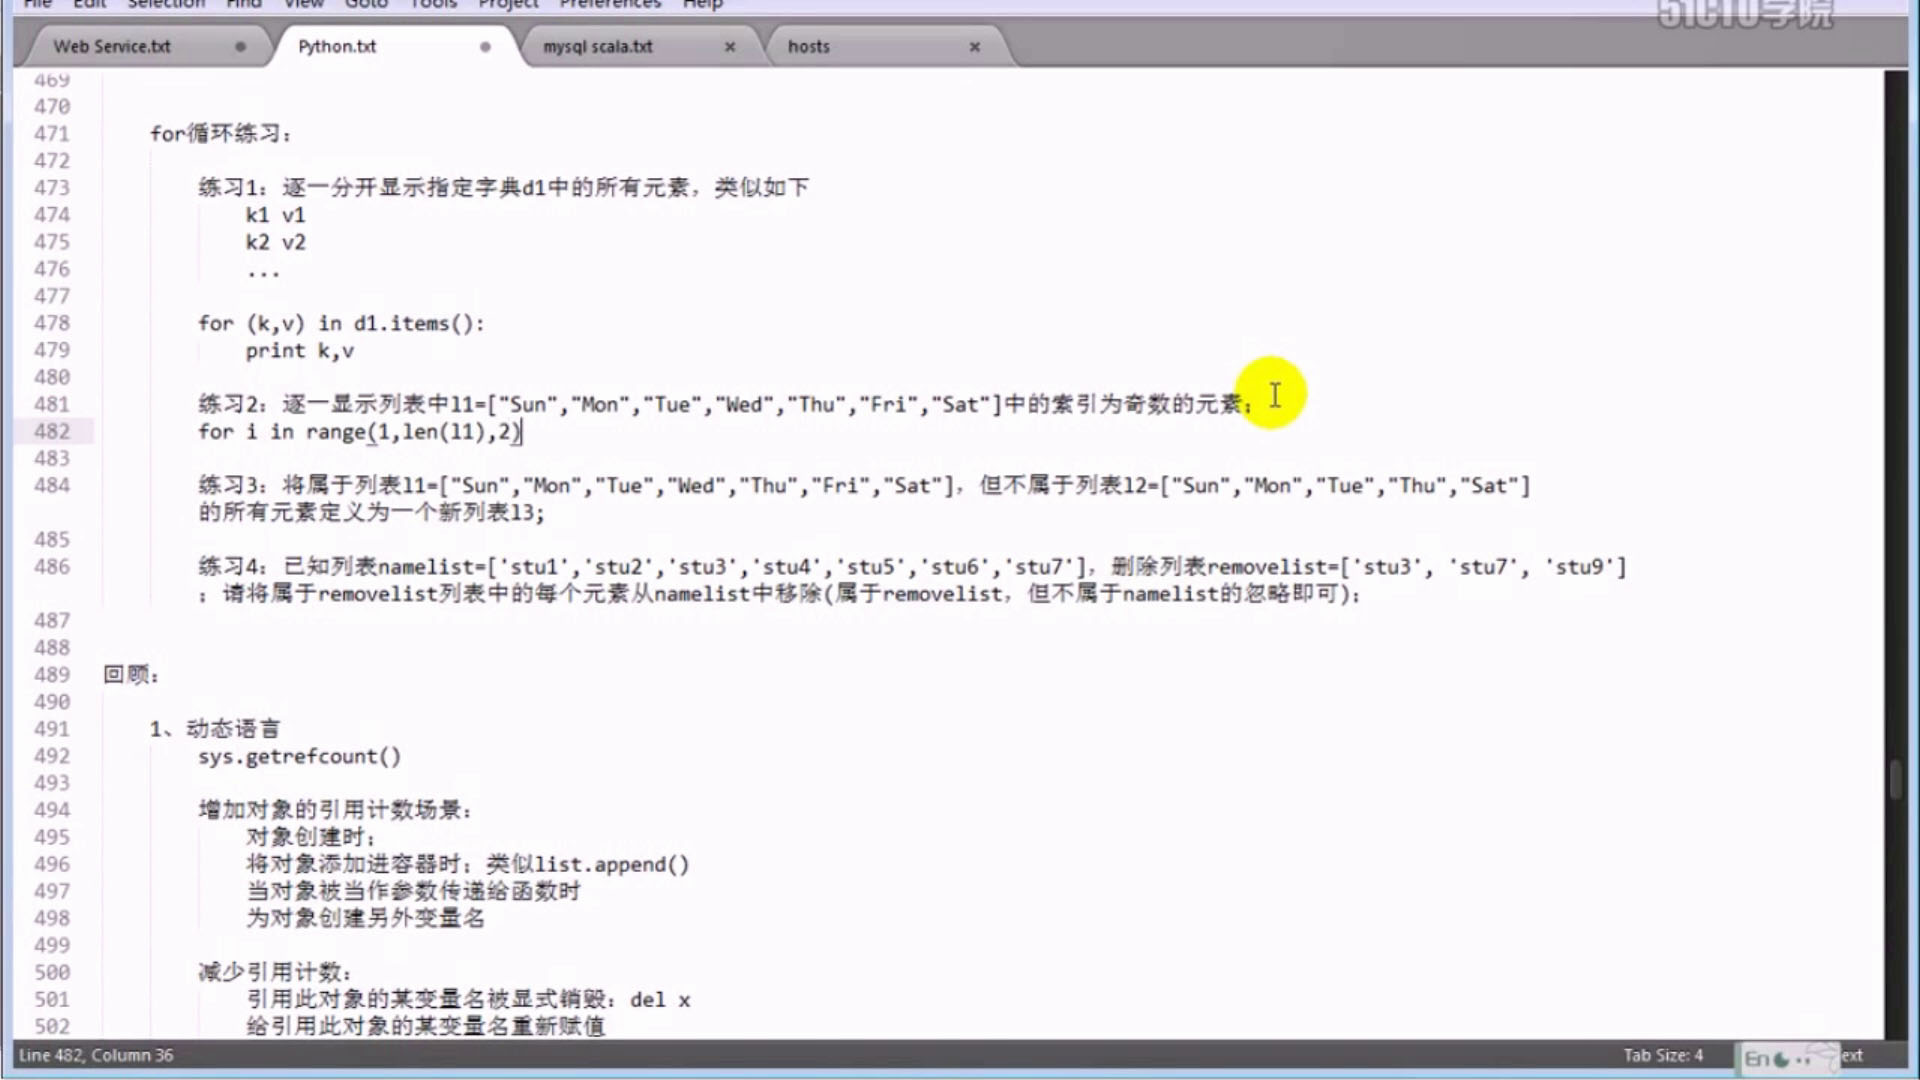 File Edit Selection Find View Goto Tools Project Preferences Help
51CTO学院
Web Service.txt Python.txt mysql scala.txt hosts
469
470
471 for循环练习：
472
473 练习1：逐一分开显示指定字典d1中的所有元素，类似如下
474 k1 v1
475 k2 v2
476 ...
477
478 for (k,v) in d1.items():
479 print k,v
480
481 练习2：逐一显示列表中l1=["Sun","Mon","Tue","Wed","Thu","Fri","Sat"]中的索引为奇数的元素；
482 for i in range(1,len(l1),2)
483
484 练习3：将属于列表l1=["Sun","Mon","Tue","Wed","Thu","Fri","Sat"]，但不属于列表l2=["Sun","Mon","Tue","Thu","Sat"]
的所有元素定义为一个新列表l3;
485
486 练习4：已知列表namelist=['stu1','stu2','stu3','stu4','stu5','stu6','stu7']，删除列表removelist=['stu3', 'stu7', 'stu9']
；请将属于removelist列表中的每个元素从namelist中移除(属于removelist，但不属于namelist的忽略即可)；
487
488
489 回顾：
490
491 1、动态语言
492 sys.getrefcount()
493
494 增加对象的引用计数场景：
495 对象创建时；
496 将对象添加进容器时；类似list.append()
497 当对象被当作参数传递给函数时
498 为对象创建另外变量名
499
500 减少引用计数：
501 引用此对象的某变量名被显式销毁：del x
502 给引用此对象的某变量名重新赋值
Line 482, Column 36 Tab Size: 4 En ext